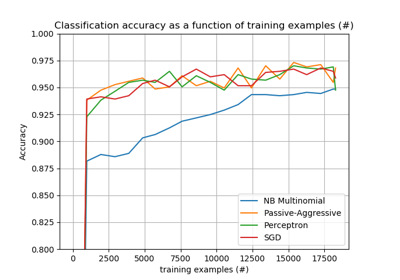 Classification accuracy as a function of training examples (#)
1.000
0.975
0.950
0.925
0.900
0.875
0.850
0.825
0.800
Accuracy
NB Multinomial
Passive-Aggressive
Perceptron
SGD
0 2500 5000 7500 10000 12500 15000 17500
training examples (#)